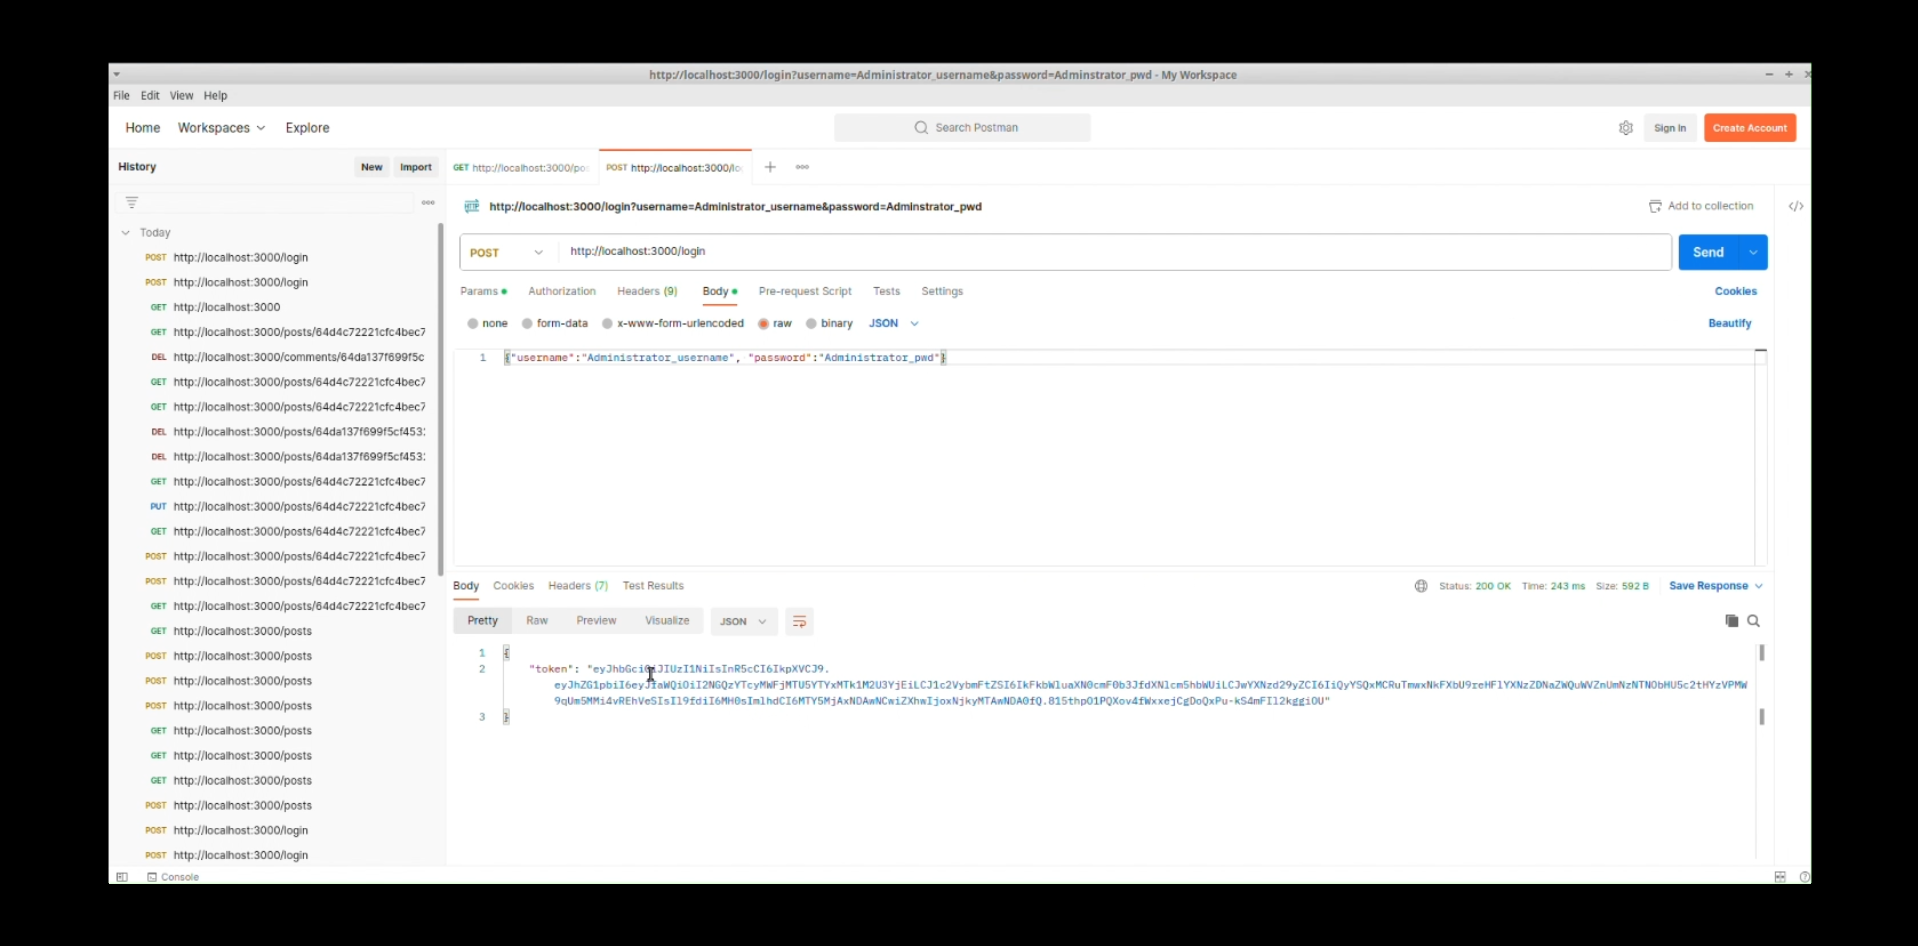 http://localhost:3000/login?username=Administrator_username&password=Adminstrator_pwd - My Workspace
File Edit View Help
Home Workspaces Explore
Search Postman
Sign In Create Account
History New Import
GET http://localhost:3000/po
POST http://localhost:3000/lo
http://localhost:3000/login?username=Administrator_username&password=Adminstrator_pwd
Add to collection
Today
POST http://localhost:3000/login
POST http://localhost:3000/login
GET http://localhost:3000
GET http://localhost:3000/posts/64d4c72221cfc4bec7
DEL http://localhost:3000/comments/64da137f699f5c
GET http://localhost:3000/posts/64d4c72221cfc4bec7
GET http://localhost:3000/posts/64d4c72221cfc4bec7
DEL http://localhost:3000/posts/64da137f699f5cf453:
DEL http://localhost:3000/posts/64da137f699f5cf453:
GET http://localhost:3000/posts/64d4c72221cfc4bec7
PUT http://localhost:3000/posts/64d4c72221cfc4bec7
GET http://localhost:3000/posts/64d4c72221cfc4bec7
POST http://localhost:3000/posts/64d4c72221cfc4bec7
POST http://localhost:3000/posts/64d4c72221cfc4bec7
GET http://localhost:3000/posts/64d4c72221cfc4bec7
GET http://localhost:3000/posts
POST http://localhost:3000/posts
POST http://localhost:3000/posts
POST http://localhost:3000/posts
GET http://localhost:3000/posts
GET http://localhost:3000/posts
GET http://localhost:3000/posts
POST http://localhost:3000/posts
POST http://localhost:3000/login
POST http://localhost:3000/login
Console
POST http://localhost:3000/login
Send
Params Authorization Headers (9) Body Pre-request Script Tests Settings
Cookies
none form-data x-www-form-urlencoded raw binary JSON
Beautify
1 {"username":"Administrator_username", "password":"Administrator_pwd"}
Body Cookies Headers (7) Test Results
Status: 200 OK Time: 243 ms Size: 592 B Save Response
Pretty Raw Preview Visualize JSON
1 {
2 "token":
3 }